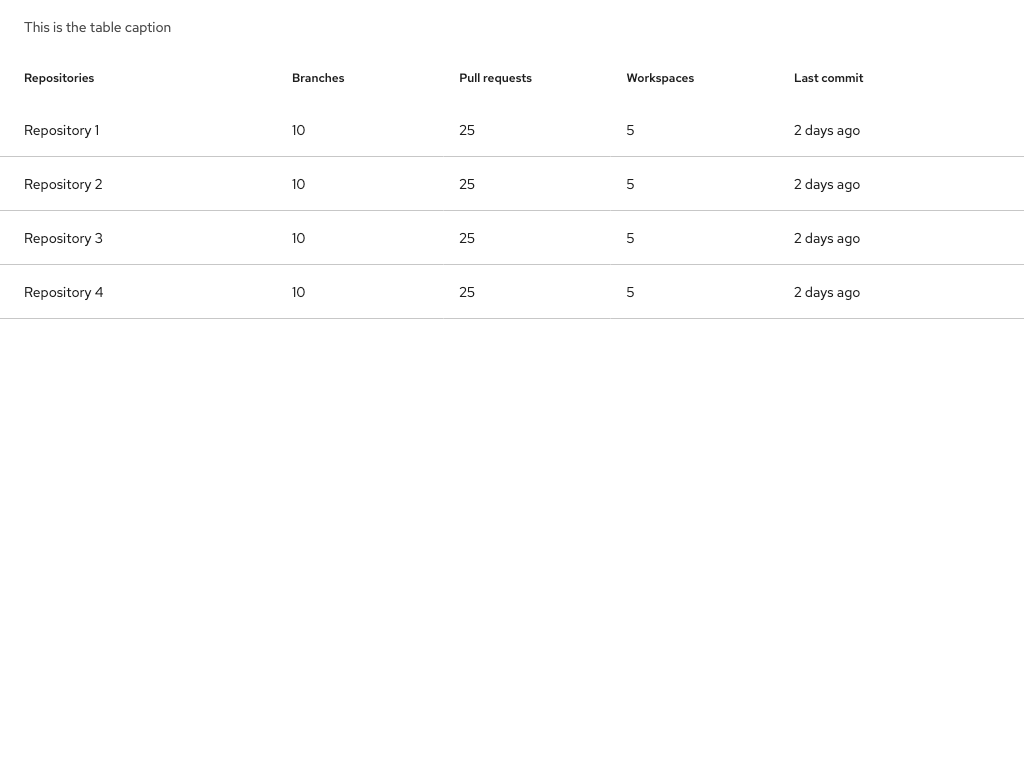 This is the table caption
Repositories Branches Pull requests Workspaces Last commit
Repository 1 10 25 5 2 days ago
Repository 2 10 25 5 2 days ago
Repository 3 10 25 5 2 days ago
Repository 4 10 25 5 2 days ago